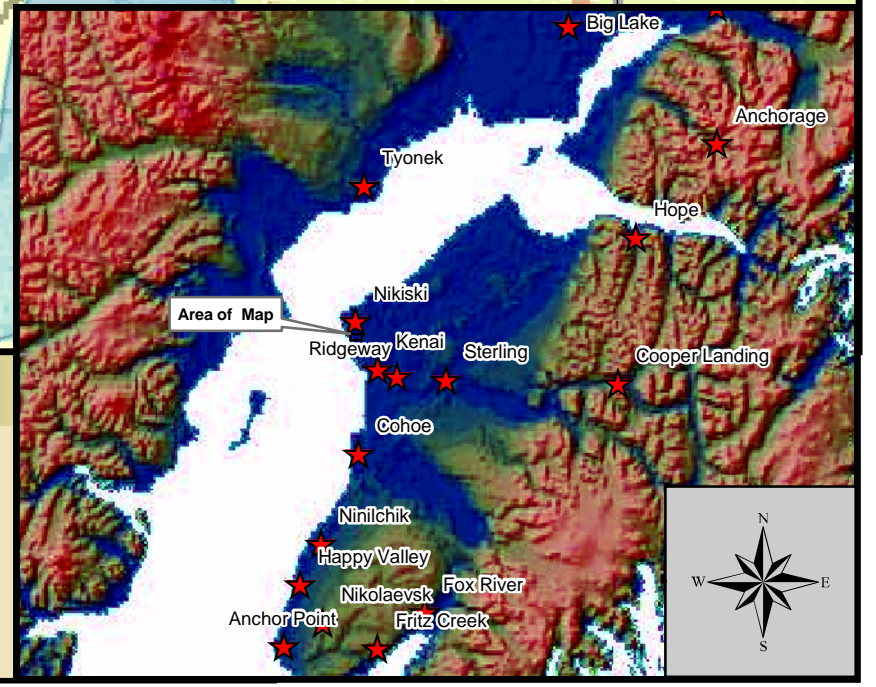 Big Lake
Anchorage
Tyonek
Hope
Nikiski
Area of Map
Ridgeway
Kenai
Sterling
Cooper Landing
Cohoe
Ninilchik
Happy Valley
Fox River
Nikolaevsk
Anchor Point
Fritz Creek
N
W
E
S